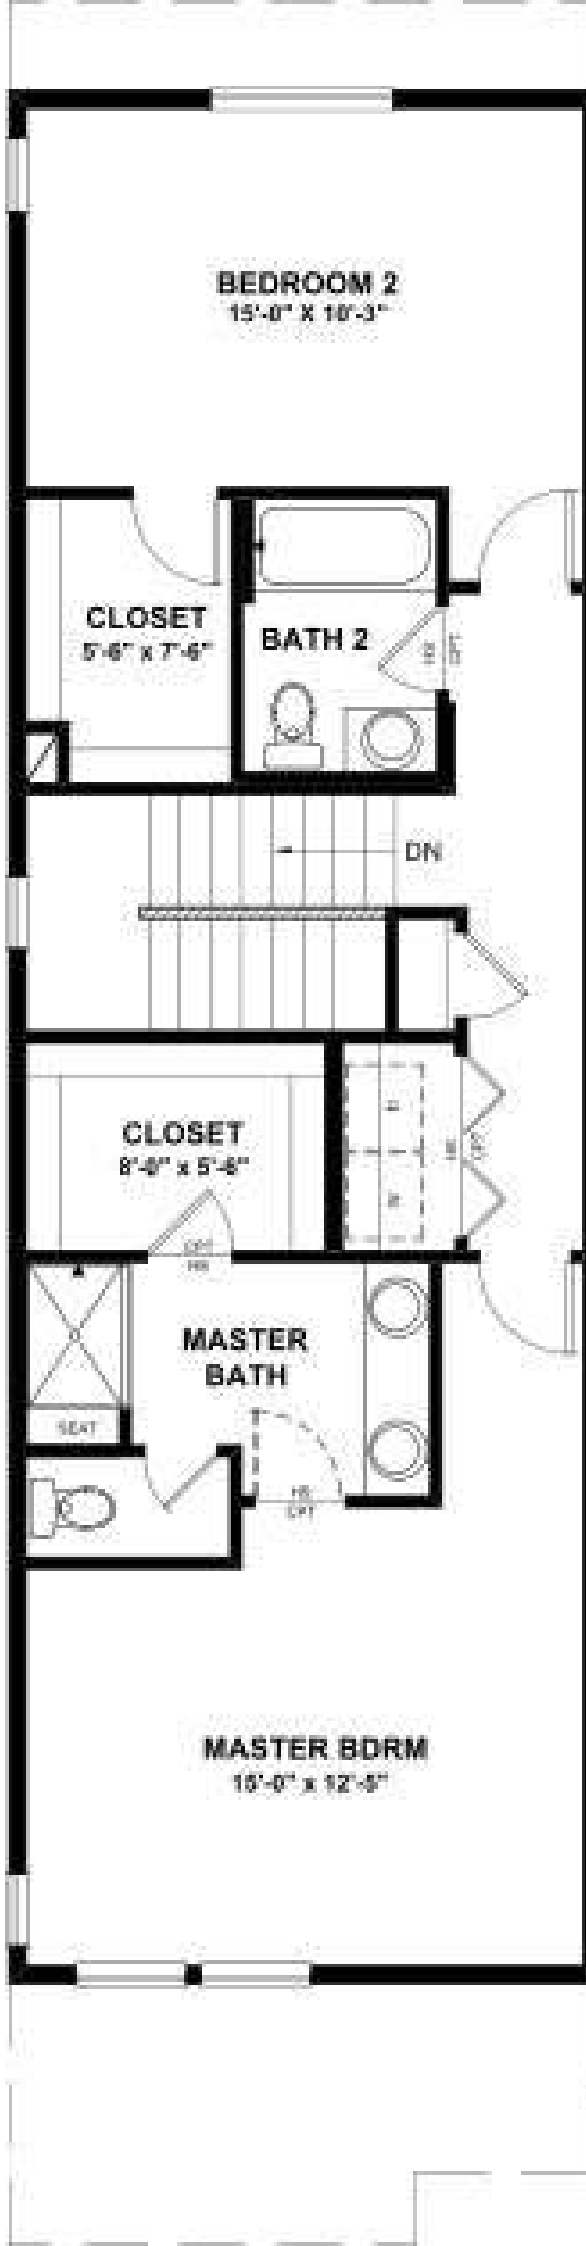 BEDROOM 2
15'-0" X 10'-3"
CLOSET
5'-6" x 7'-6"
BATH 2
DN
CLOSET
8'-0" x 5'-6"
MASTER
BATH
SEAT
MASTER BDRM
15'-0" x 12'-5"